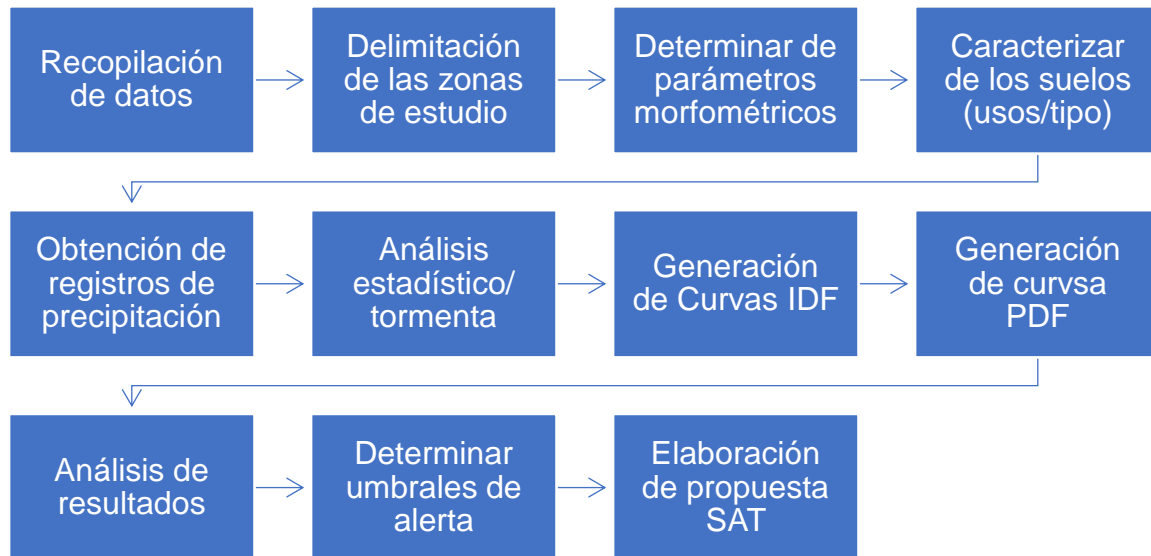 Recopilación
de datos
Delimitación
de las zonas
de estudio
Determinar de
parámetros
morfométricos
Caracterizar
de los suelos
(usos/tipo)
Obtención de
registros de
precipitación
Análisis
estadístico/
tormenta
Generación
de Curvas IDF
Generación
de curvsa
PDF
Análisis de
resultados
Determinar
umbrales de
alerta
Elaboración
de propuesta
SAT